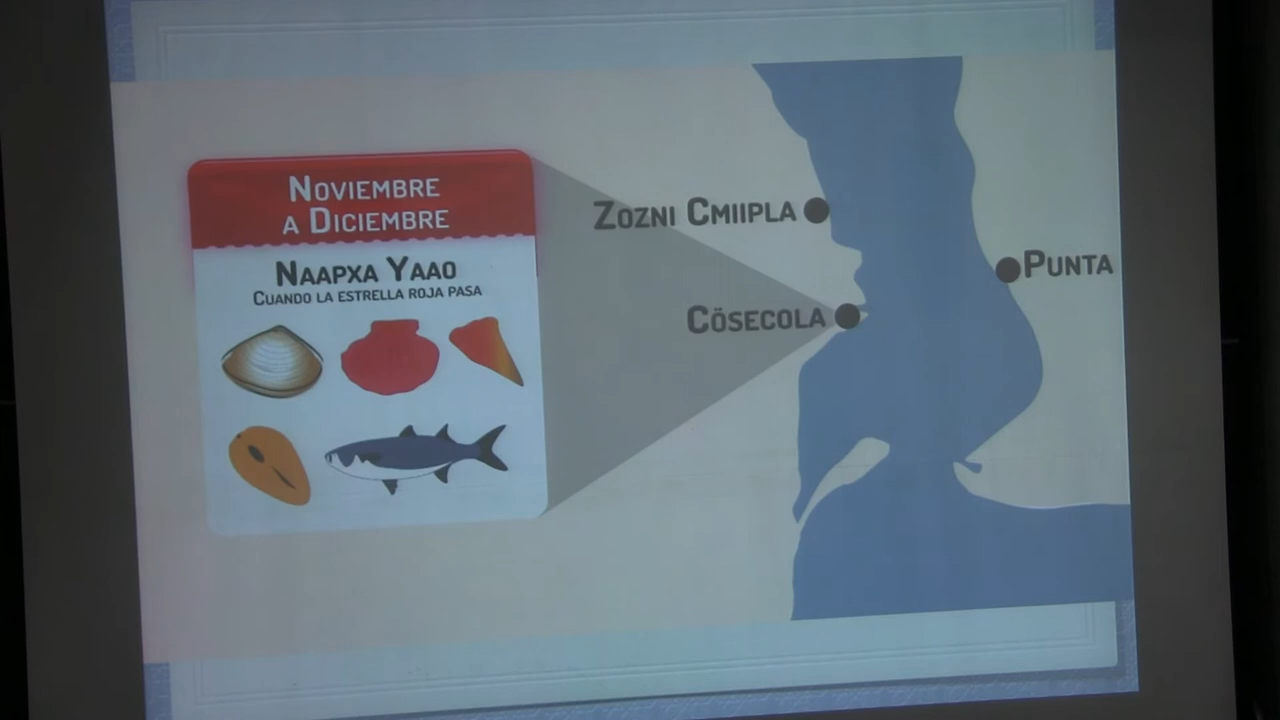 NOVIEMBRE
A DICIEMBRE
NAAPXA YAAO
CUANDO LA ESTRELLA ROJA PASA
ZOZNI CMIIPLA
CÖSECOLA
PUNTA